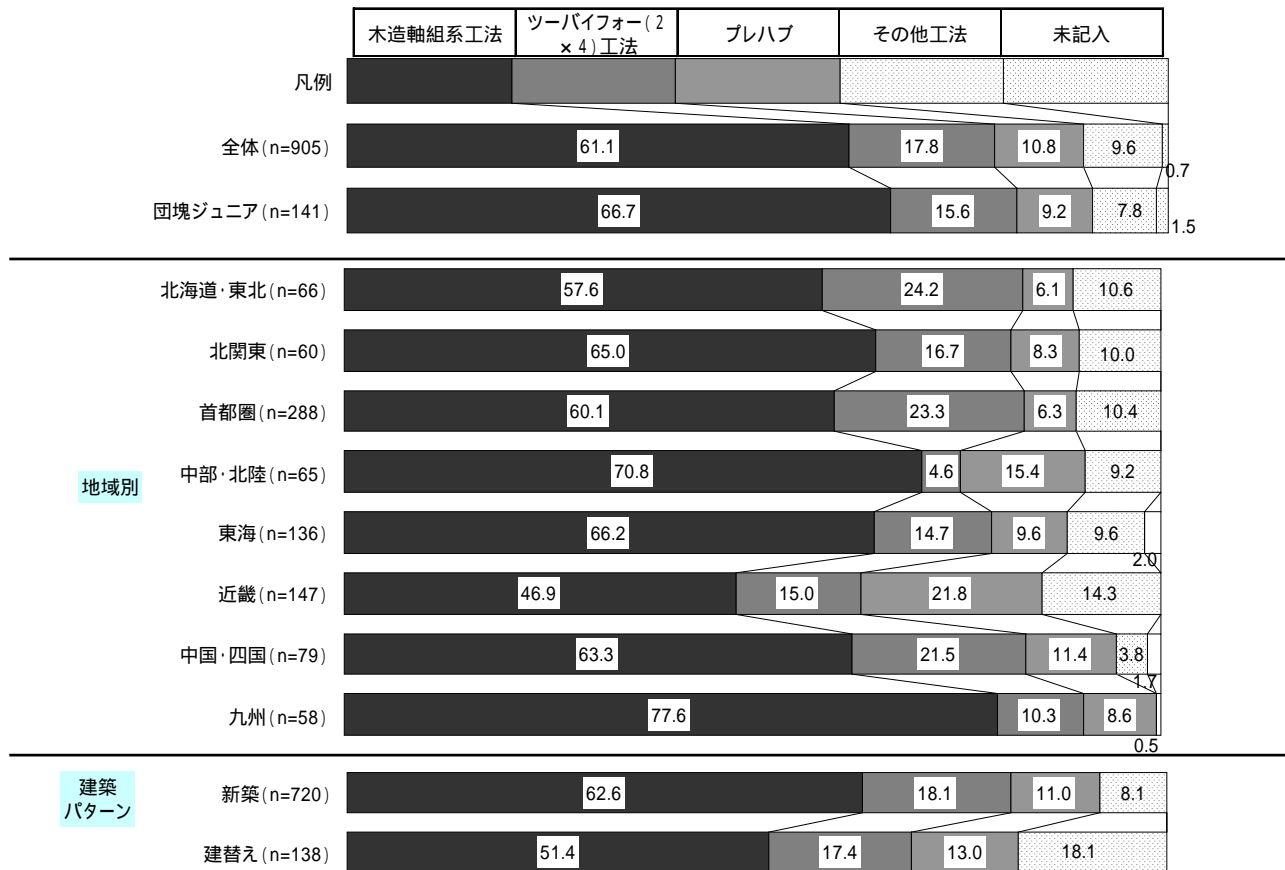 木造軸組系工法 ツーバイフォー(2×4)工法 プレハブ その他工法 未記入
凡例
全体(n=905) 61.1 17.8 10.8 9.6 0.7
団塊ジュニア(n=141) 66.7 15.6 9.2 7.8 1.5
地域別
北海道・東北(n=66) 57.6 24.2 6.1 10.6
北関東(n=60) 65.0 16.7 8.3 10.0
首都圏(n=288) 60.1 23.3 6.3 10.4
中部・北陸(n=65) 70.8 4.6 15.4 9.2
東海(n=136) 66.2 14.7 9.6 9.6
2.0
近畿(n=147) 46.9 15.0 21.8 14.3
中国・四国(n=79) 63.3 21.5 11.4 3.8
1.7
九州(n=58) 77.6 10.3 8.6
0.5
建築
パターン
新築(n=720) 62.6 18.1 11.0 8.1
建替え(n=138) 51.4 17.4 13.0 18.1